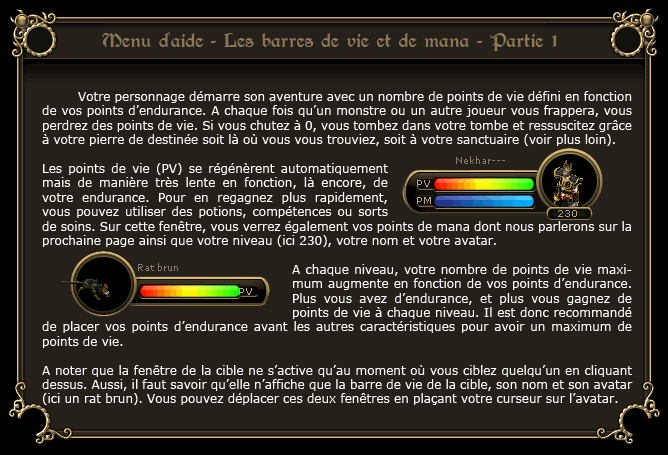 Menu d'aide - Les barres de vie et de mana - Partie 1
Votre personnage démarre son aventure avec un nombre de points de vie défini en fonction
de vos points d'endurance. A chaque fois qu'un monstre ou un autre joueur vous frappera, vous
perdrez des points de vie. Si vous chutez à 0, vous tombez dans votre tombe et ressuscitez grâce
à votre pierre de destinée soit là où vous vous trouviez, soit à votre sanctuaire (voir plus loin).
Les points de vie (PV) se régénèrent automatiquement
mais de manière très lente en fonction, là encore, de
votre endurance. Pour en regagnez plus rapidement,
vous pouvez utiliser des potions, compétences ou sorts
Nekhar---
PV
PM
230
de soins. Sur cette fenêtre, vous verrez également vos points de mana dont nous parlerons sur la
prochaine page ainsi que votre niveau (ici 230), votre nom et votre avatar.
Rat brun
PV
A chaque niveau, votre nombre de points de vie maxi-
mum augmente en fonction de vos points d'endurance.
Plus vous avez d'endurance, et plus vous gagnez de
points de vie à chaque niveau. Il est donc recommandé
de placer vos points d'endurance avant les autres caractéristiques pour avoir un maximum de
points de vie.
A noter que la fenêtre de la cible ne s'active qu'au moment où vous ciblez quelqu'un en cliquant
dessus. Aussi, il faut savoir qu'elle n'affiche que la barre de vie de la cible, son nom et son avatar
(ici un rat brun). Vous pouvez déplacer ces deux fenêtres en plaçant votre curseur sur l'avatar.